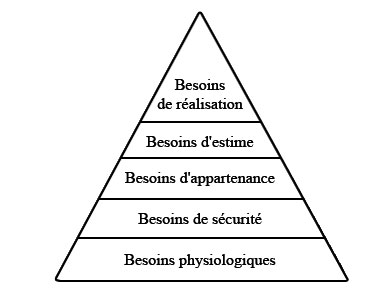 Besoins
de réalisation
Besoins d'estime
Besoins d'appartenance
Besoins de sécurité
Besoins physiologiques